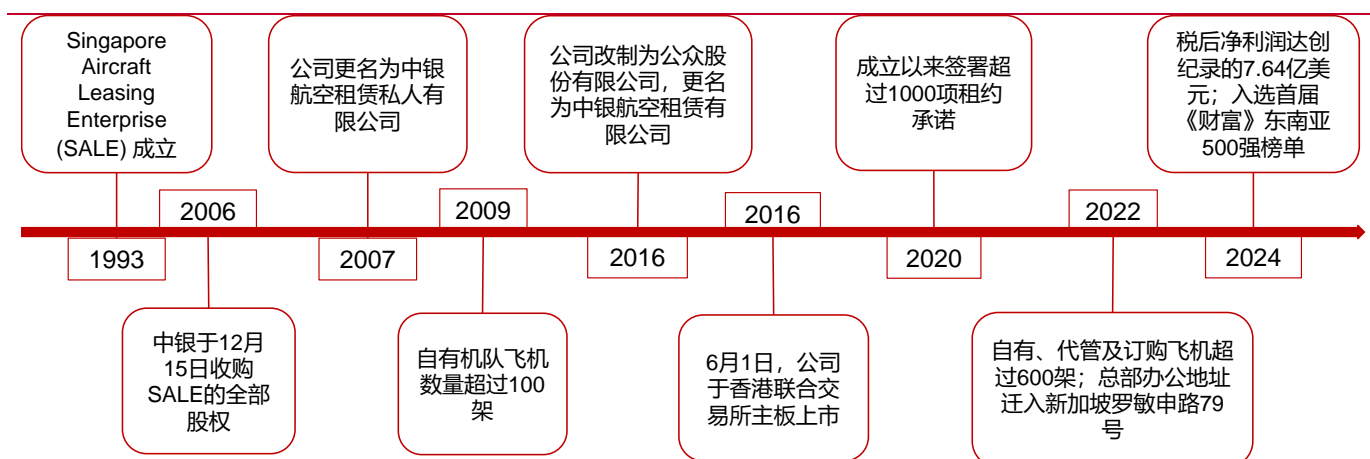 Singapore
Aircraft
Leasing
Enterprise
(SALE) 成立
公司更名为中银
航空租赁私人有
限公司
公司改制为公众股
份有限公司，更名
为中银航空租赁有
限公司
成立以来签署超
过1000项租约
承诺
税后净利润达创
纪录的7.64亿美
元；入选首届
《财富》东南亚
500强榜单
2006
2009
2016
2022
1993
2007
2016
2020
2024
中银于12月
15日收购
SALE的全部
股权
自有机队飞机
数量超过100
架
6月1日，公司
于香港联合交
易所主板上市
自有、代管及订购飞机超
过600架；总部办公地址
迁入新加坡罗敏申路79
号